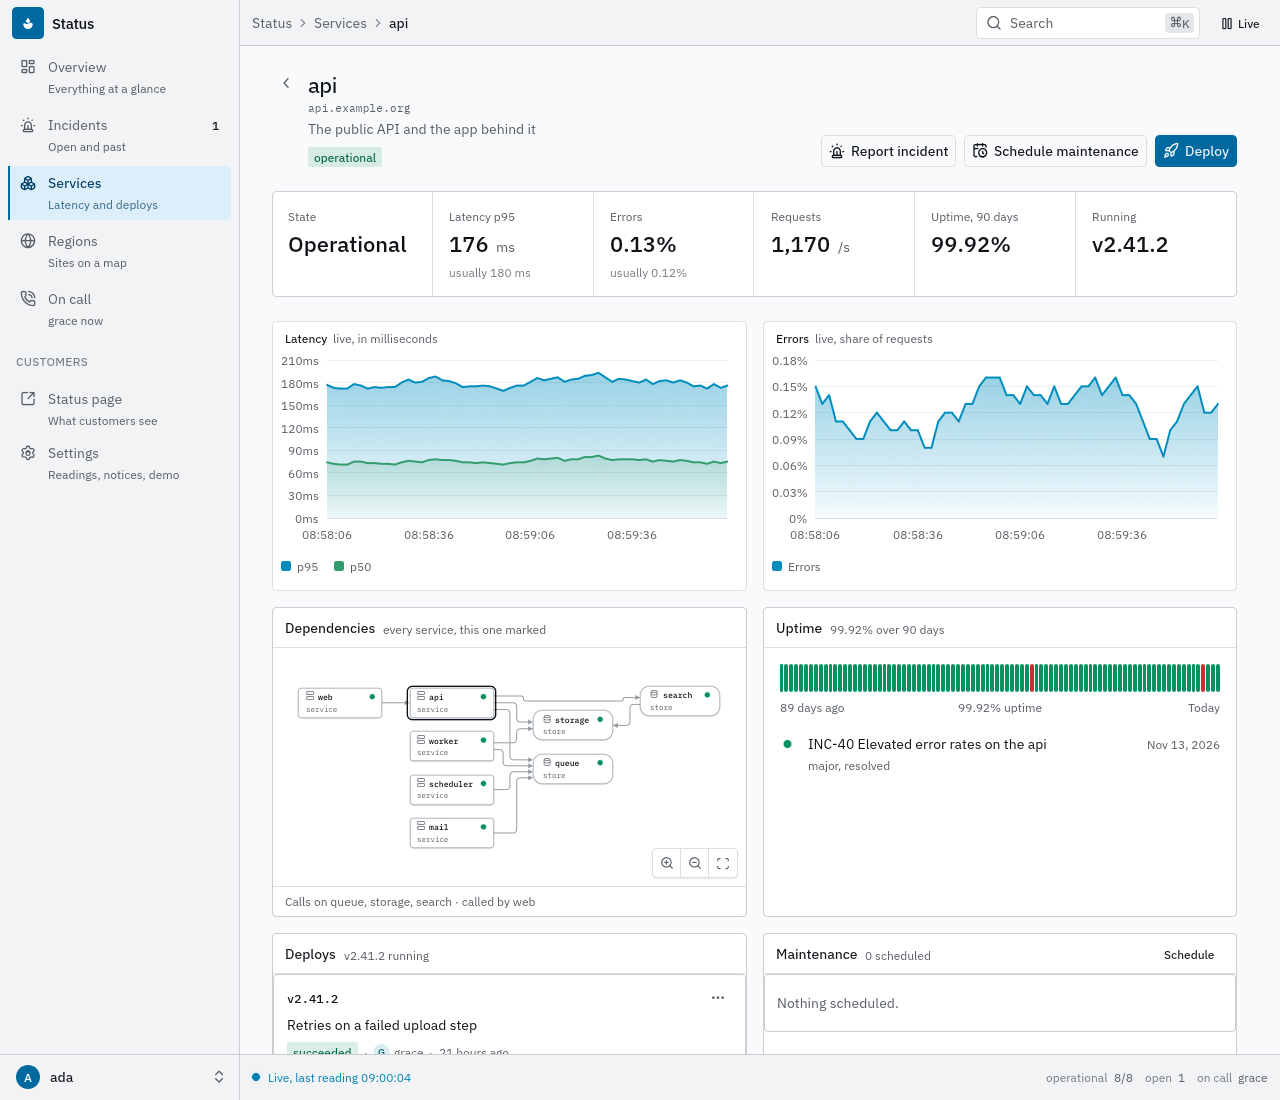 Status
Overview
Everything at a glance
Incidents 1
Open and past
Services
Latency and deploys
Regions
Sites on a map
On call
grace now
CUSTOMERS
Status page
What customers see
Settings
Readings, notices, demo
A ada
Status > Services > api
Search ⌘K
Live
api
api.example.org
The public API and the app behind it
operational
Report incident
Schedule maintenance
Deploy
State
Operational
Latency p95
176 ms
usually 180 ms
Errors
0.13%
usually 0.12%
Requests
1,170 /s
Uptime, 90 days
99.92%
Running
v2.41.2
Latency live, in milliseconds
210ms
180ms
150ms
120ms
90ms
60ms
30ms
0ms
08:58:06 08:58:36 08:59:06 08:59:36
p95 p50
Errors live, share of requests
0.18%
0.15%
0.12%
0.09%
0.06%
0.03%
0%
08:58:06 08:58:36 08:59:06 08:59:36
Errors
Dependencies every service, this one marked
web
service
api
service
worker
service
scheduler
service
mail
service
storage
store
queue
store
search
store
Calls on queue, storage, search · called by web
Uptime 99.92% over 90 days
89 days ago 99.92% uptime Today
INC-40 Elevated error rates on the api Nov 13, 2026
major, resolved
Deploys v2.41.2 running
v2.41.2
Retries on a failed upload step
succeeded · G grace · 21 hours ago
Maintenance 0 scheduled Schedule
Nothing scheduled.
Live, last reading 09:00:04
operational 8/8 open 1 on call grace